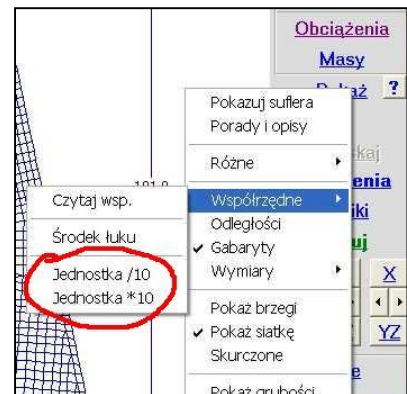 Obciążenia
Masy
?
Pokazuj suflera
Porady i opisy
Różne
Czytaj wsp.
Współrzędne
Środek łuku
Odległości
Gabaryty
Jednostka /10
Wymiary
Jednostka *10
X
Pokaż brzegi
Pokaż siatkę
YZ
Skurczone
Pokaż grubości